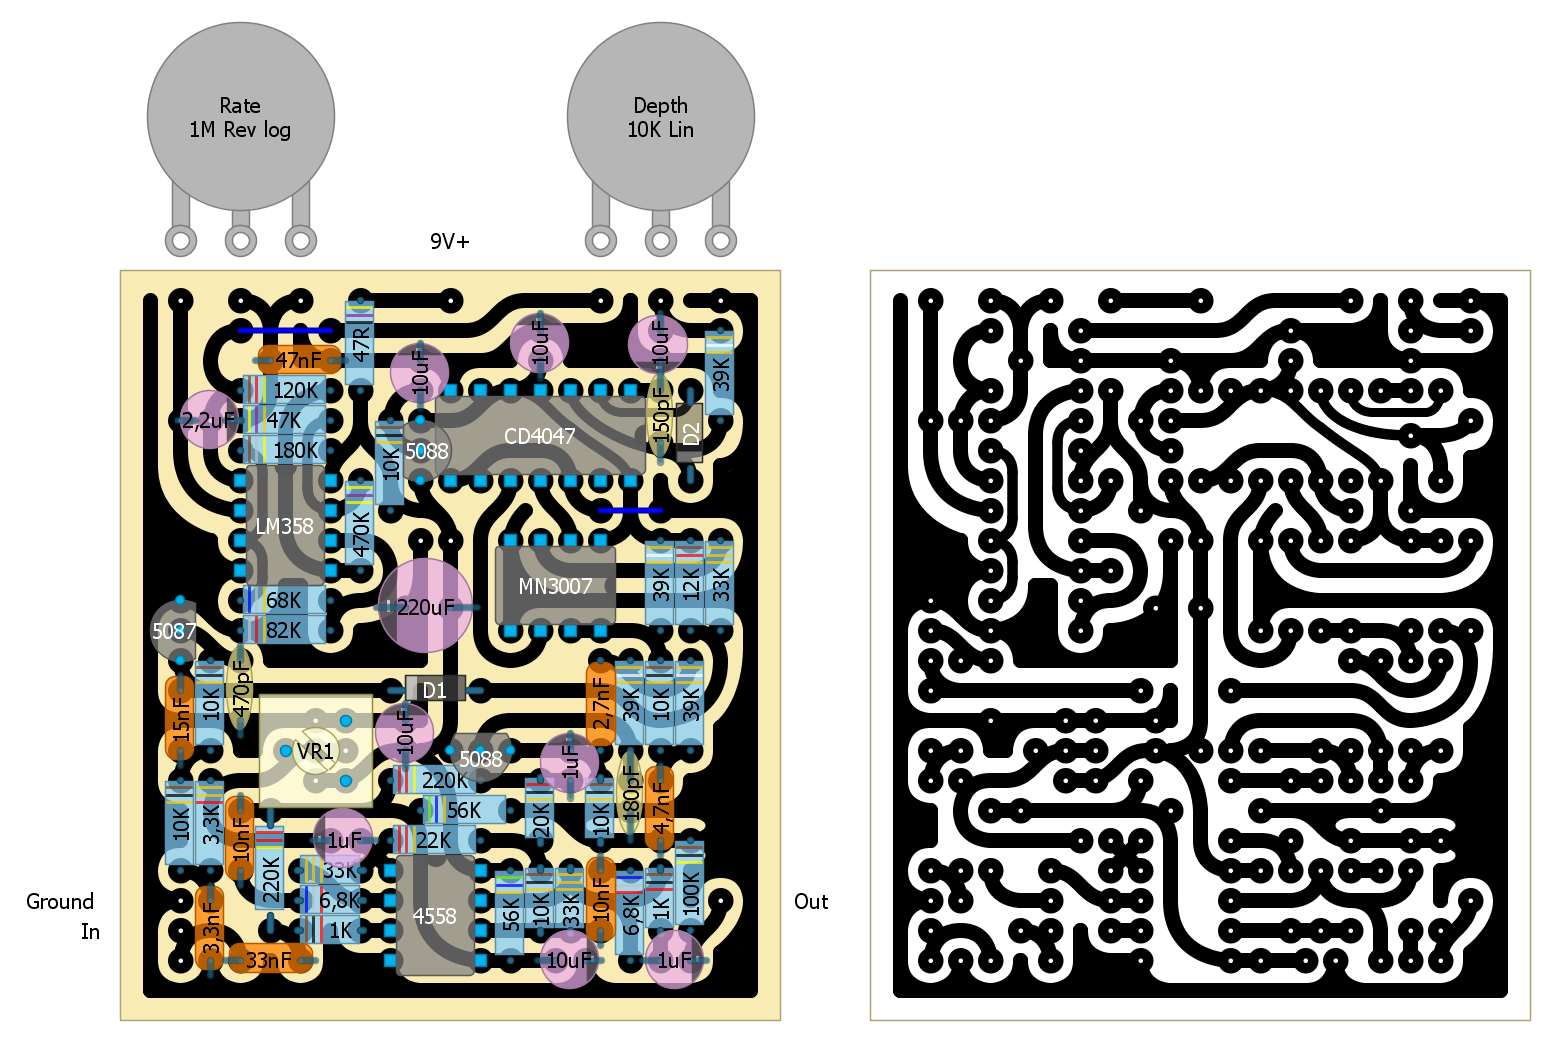 Rate
1M Rev log
Depth
10K Lin
9V+
47R
10uF
10uF
10uF
39K
47nF
120K
2,2uF
47K
180K
10K
5088
CD4047
150pF
D2
LM358
470K
MN3007
39K
12K
33K
68K
82K
220uF
5087
15nF
10K
470pF
D1
10uF
2,7nF
39K
10K
39K
VR1
5088
1uF
220K
56K
22K
20K
10K
180pF
4,7nF
10K
3,3K
10nF
220K
1uF
33K
6,8K
1K
4558
56K
10K
33K
10nF
6,8K
1K
100K
Ground
In
Out
3,3nF
33nF
10uF
1uF